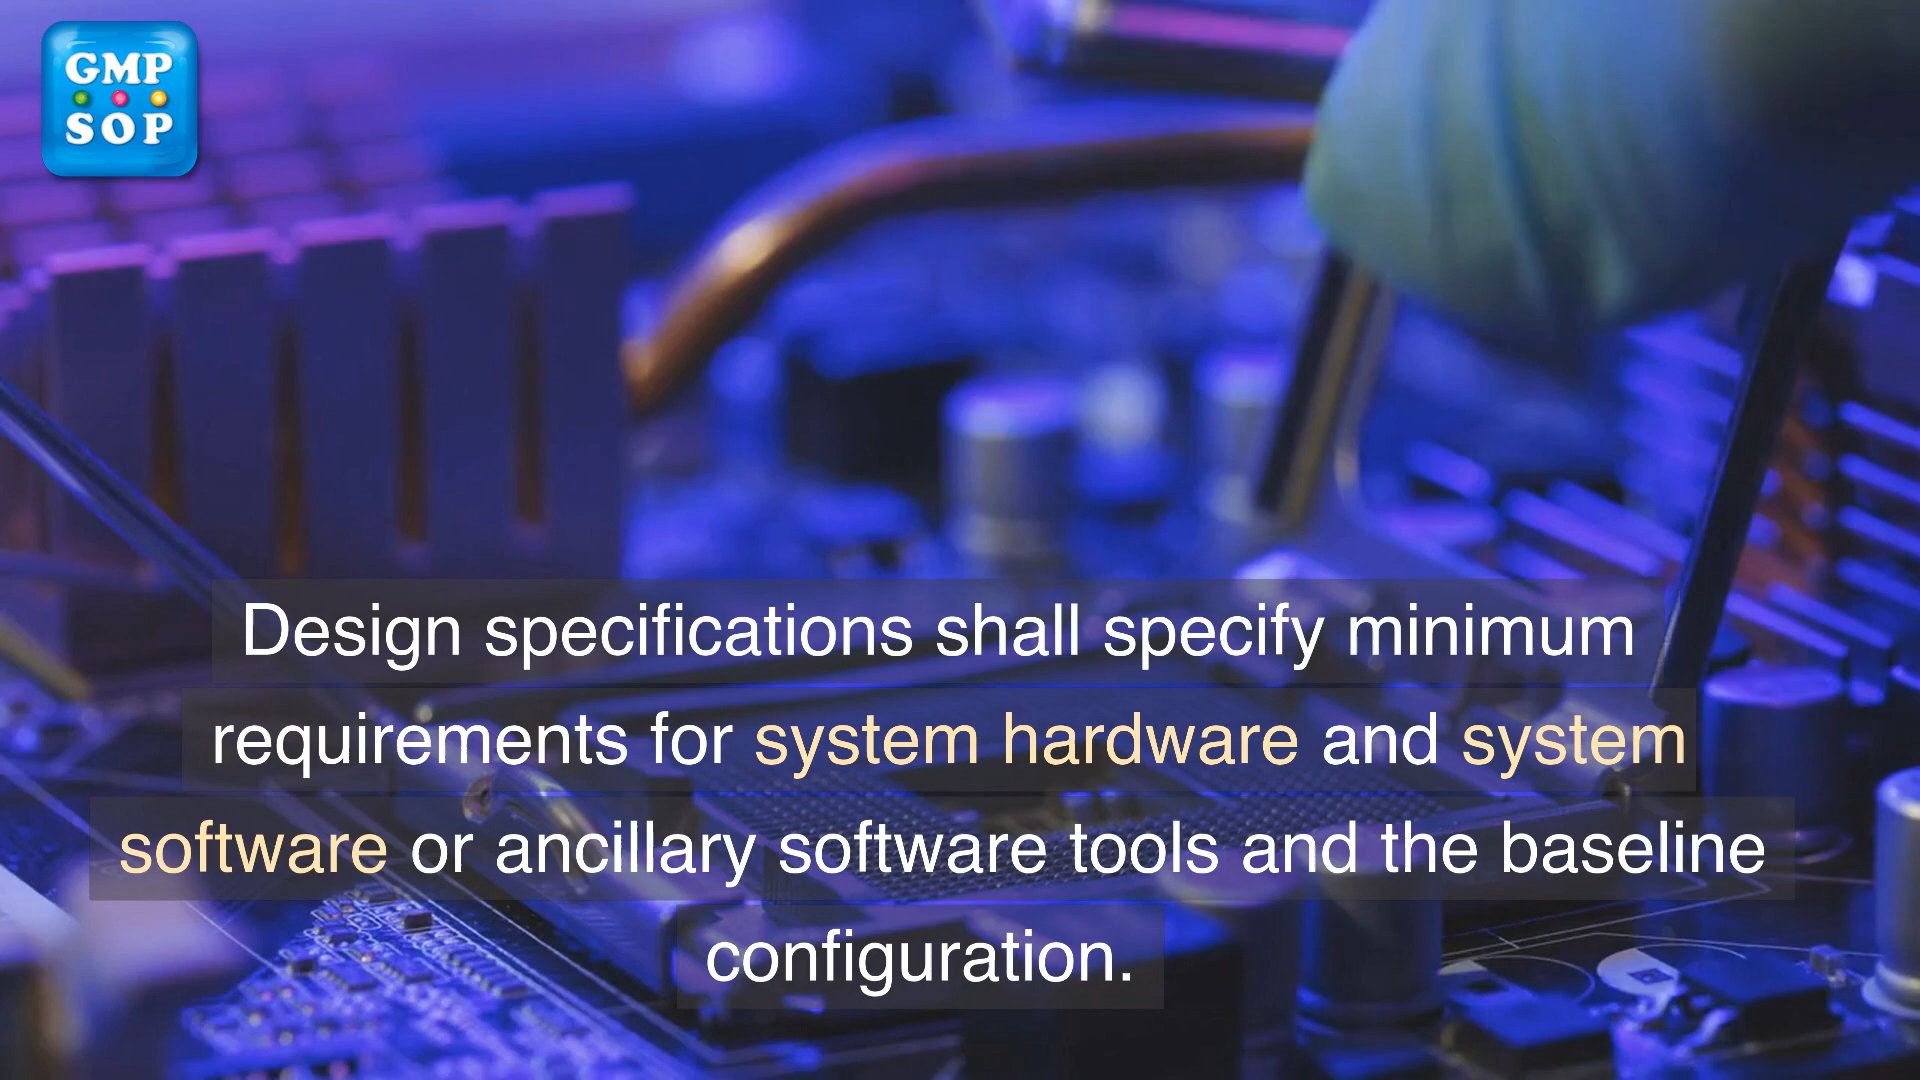 GMP
SOP
Design specifications shall specify minimum
requirements for system hardware and system
software or ancillary software tools and the baseline
configuration.